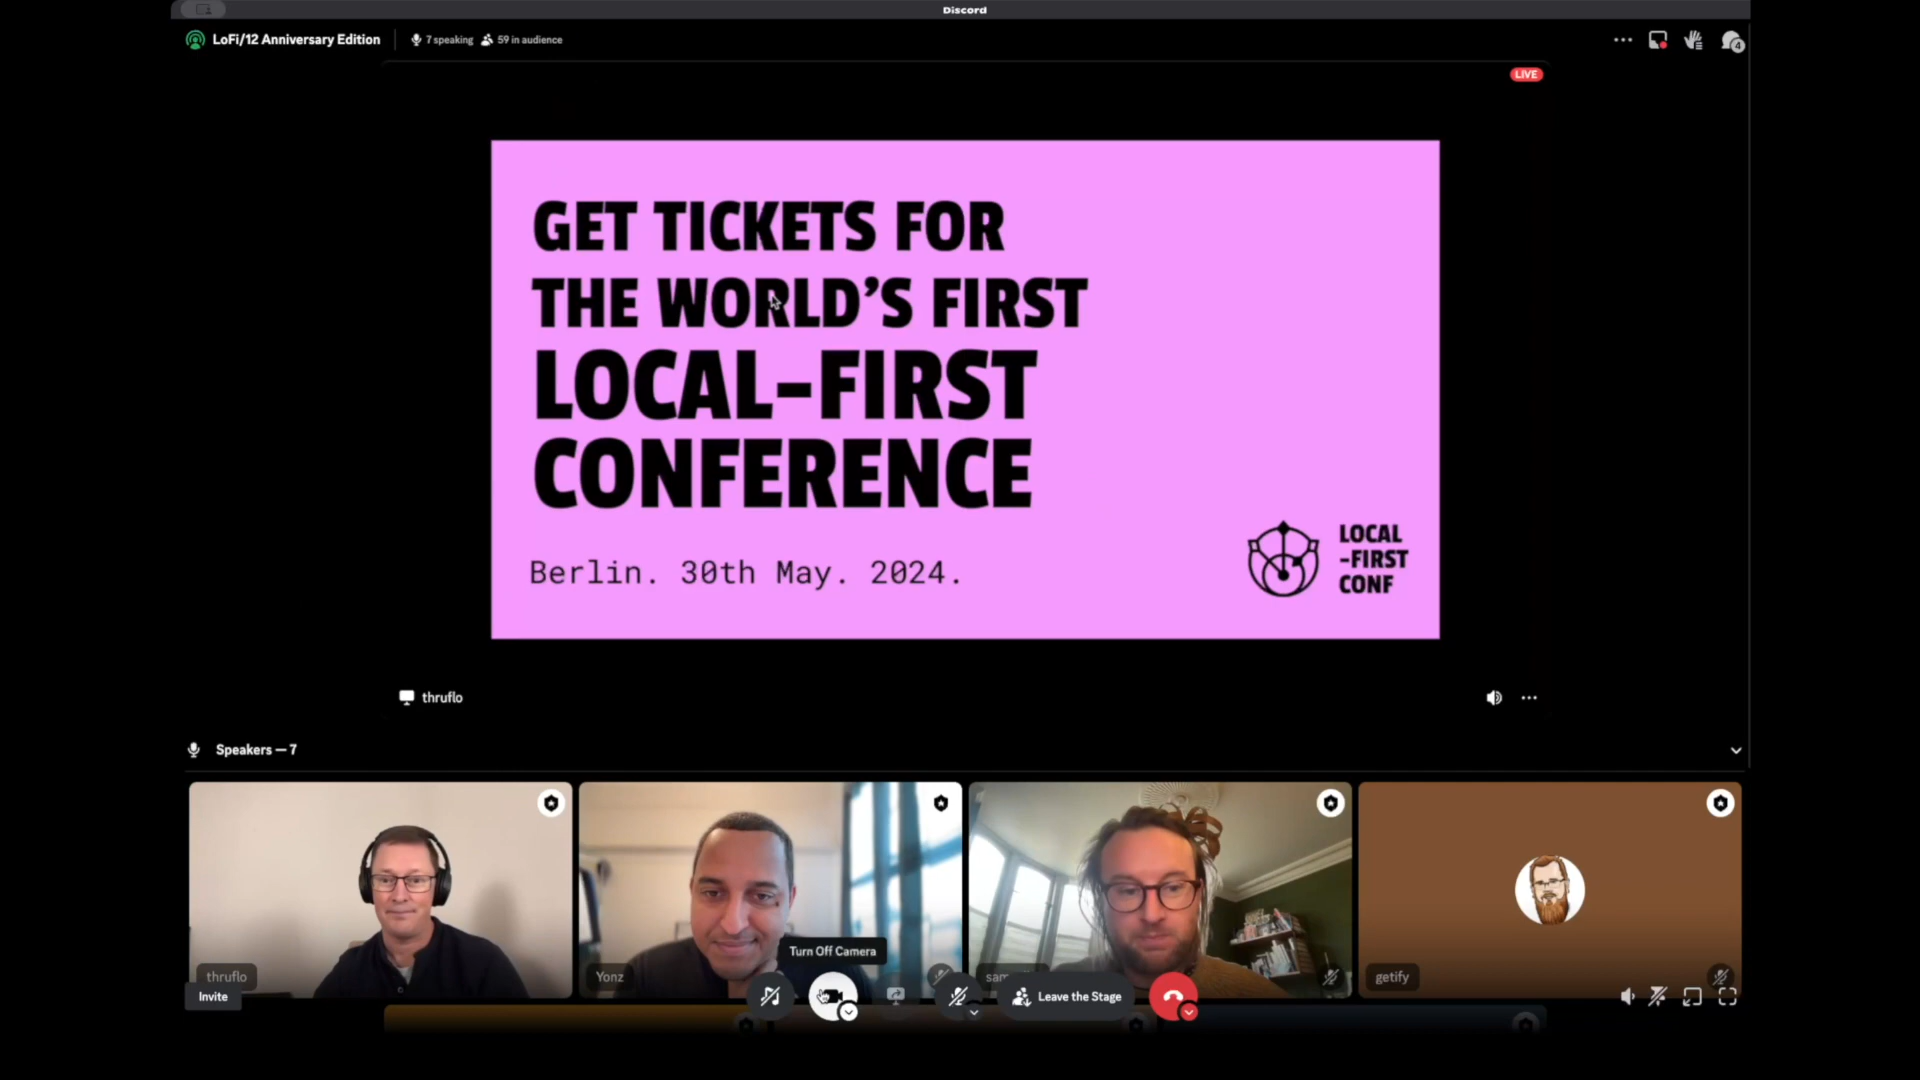 Discord
LoFi/12 Anniversary Edition
7 speaking
59 in audience
4
LIVE
GET TICKETS FOR
THE WORLD’S FIRST
LOCAL-FIRST
CONFERENCE
Berlin. 30th May. 2024.
LOCAL
-FIRST
CONF
thruflo
Speakers — 7
thruflo
Yonz
sam
getify
Turn Off Camera
Invite
Leave the Stage